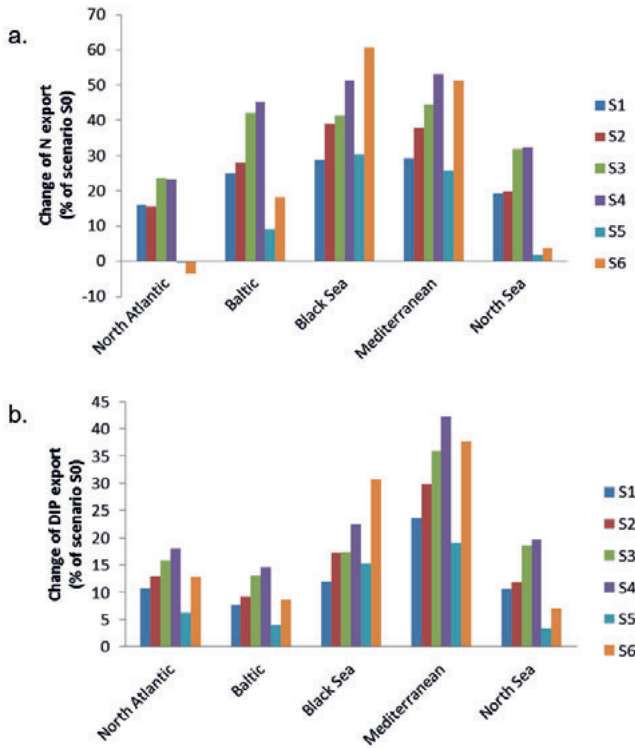 a.
Change of N export
(% of scenario S0)
70
60
50
40
30
20
10
0
-10
North Atlantic
Baltic
Black Sea
Mediterranean
North Sea
S1
S2
S3
S4
S5
S6
b.
Change of DIP export
(% of scenario S0)
45
40
35
30
25
20
15
10
5
0
North Atlantic
Baltic
Black Sea
Mediterranean
North Sea
S1
S2
S3
S4
S5
S6